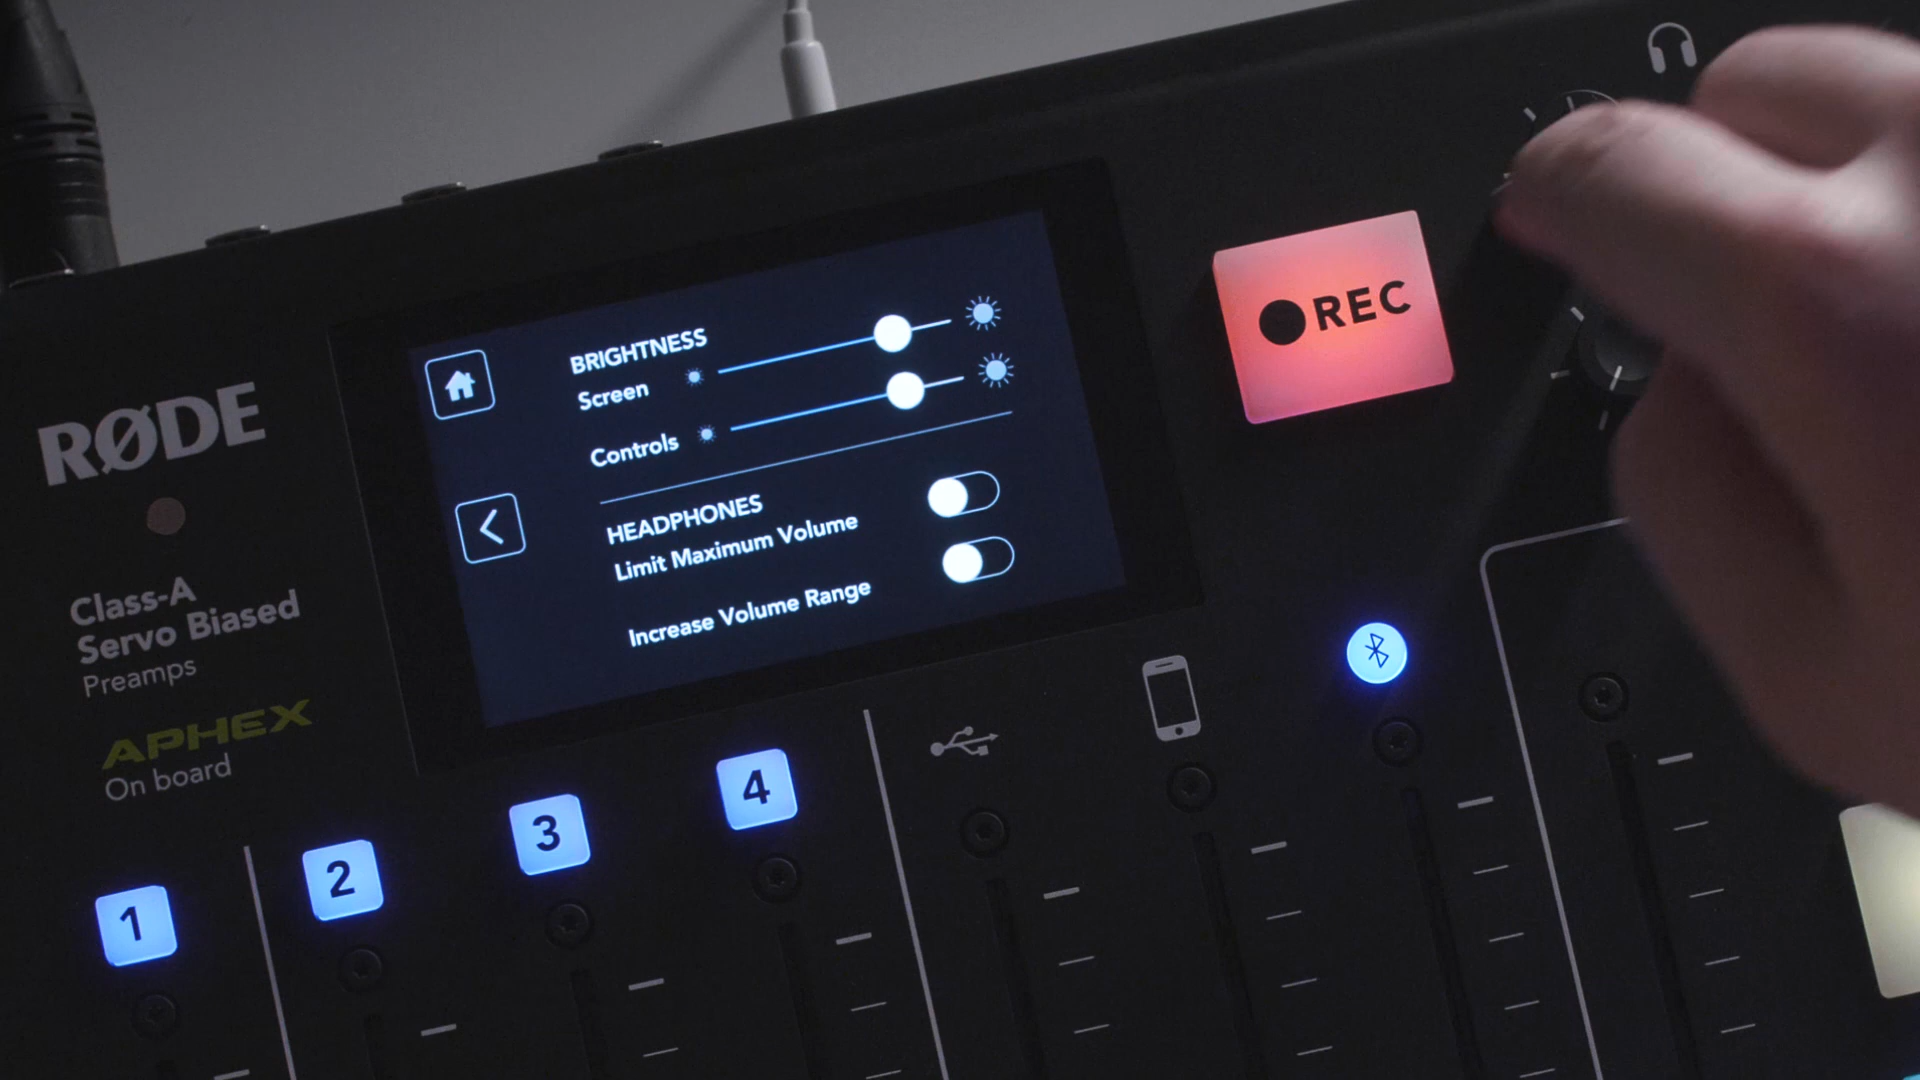 RØDE
Class-A
Servo Biased
Preamps
APHEX
On board
BRIGHTNESS
Screen
Controls
HEADPHONES
Limit Maximum Volume
Increase Volume Range
REC
1
2
3
4